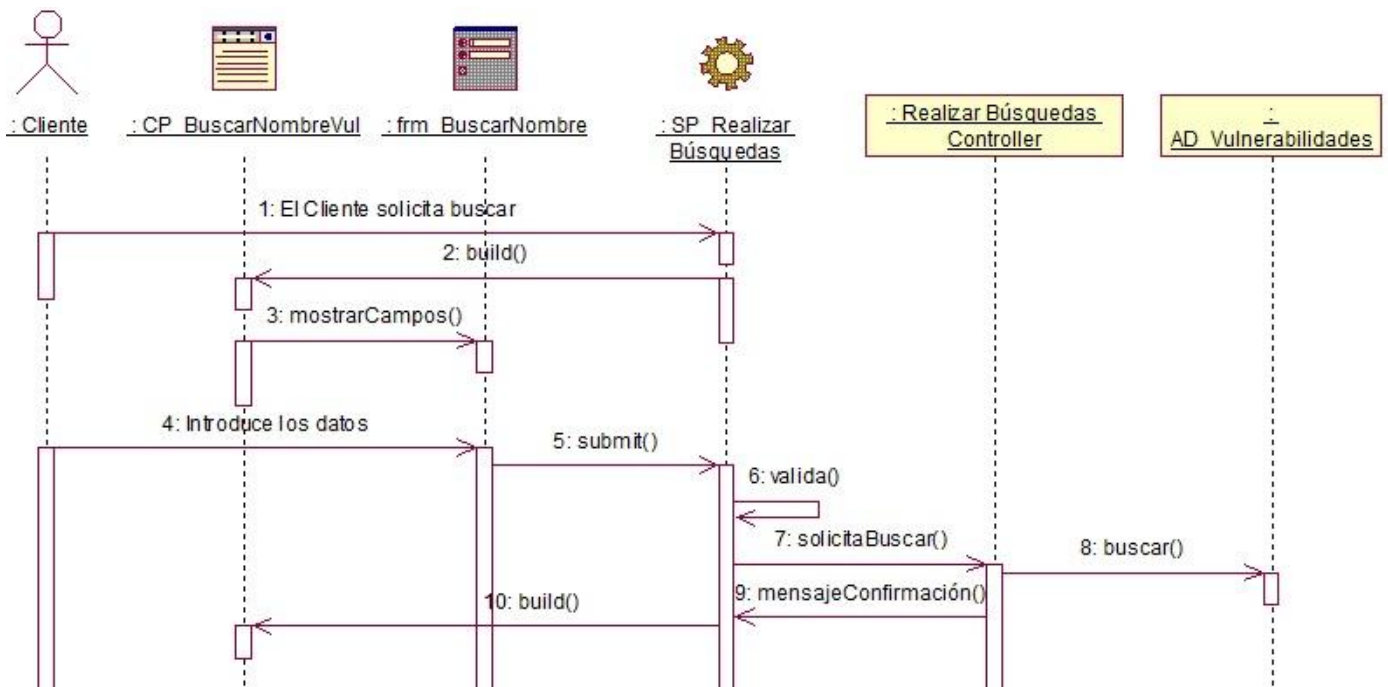 : Cliente
: CP_BuscarNombreVul
: frm_BuscarNombre
: SP_Realizar
Búsquedas
: Realizar Búsquedas
Controller
:
AD_Vulnerabilidades
1: El Cliente solicita buscar
2: build()
3: mostrarCampos()
4: Introduce los datos
5: submit()
6: valida()
7: solicitaBuscar()
8: buscar()
9: mensajeConfirmación()
10: build()